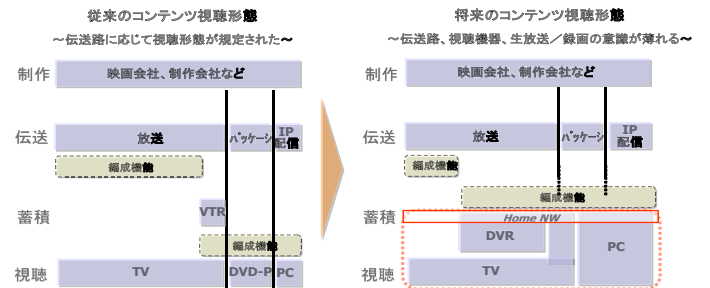 従来のコンテンツ視聴形態
～伝送路に応じて視聴形態が規定された～
制作
映画会社、制作会社など
伝送
放送
パッケージ
IP
配信
編成機能
蓄積
VTR
編成機能
視聴
TV
DVD-P
PC
将来のコンテンツ視聴形態
～伝送路、視聴機器、生放送／録画の意識が薄れる～
制作
映画会社、制作会社など
伝送
放送
パッケージ
IP
配信
編成機能
編成機能
蓄積
Home NW
DVR
PC
視聴
TV